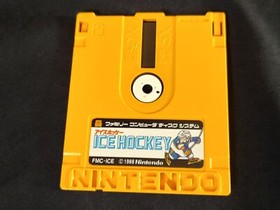 ファミリー コンピュータ ディスク システム
アイスホッケー
ICE HOCKEY
FMC-ICE © 1988 Nintendo
NINTENDO